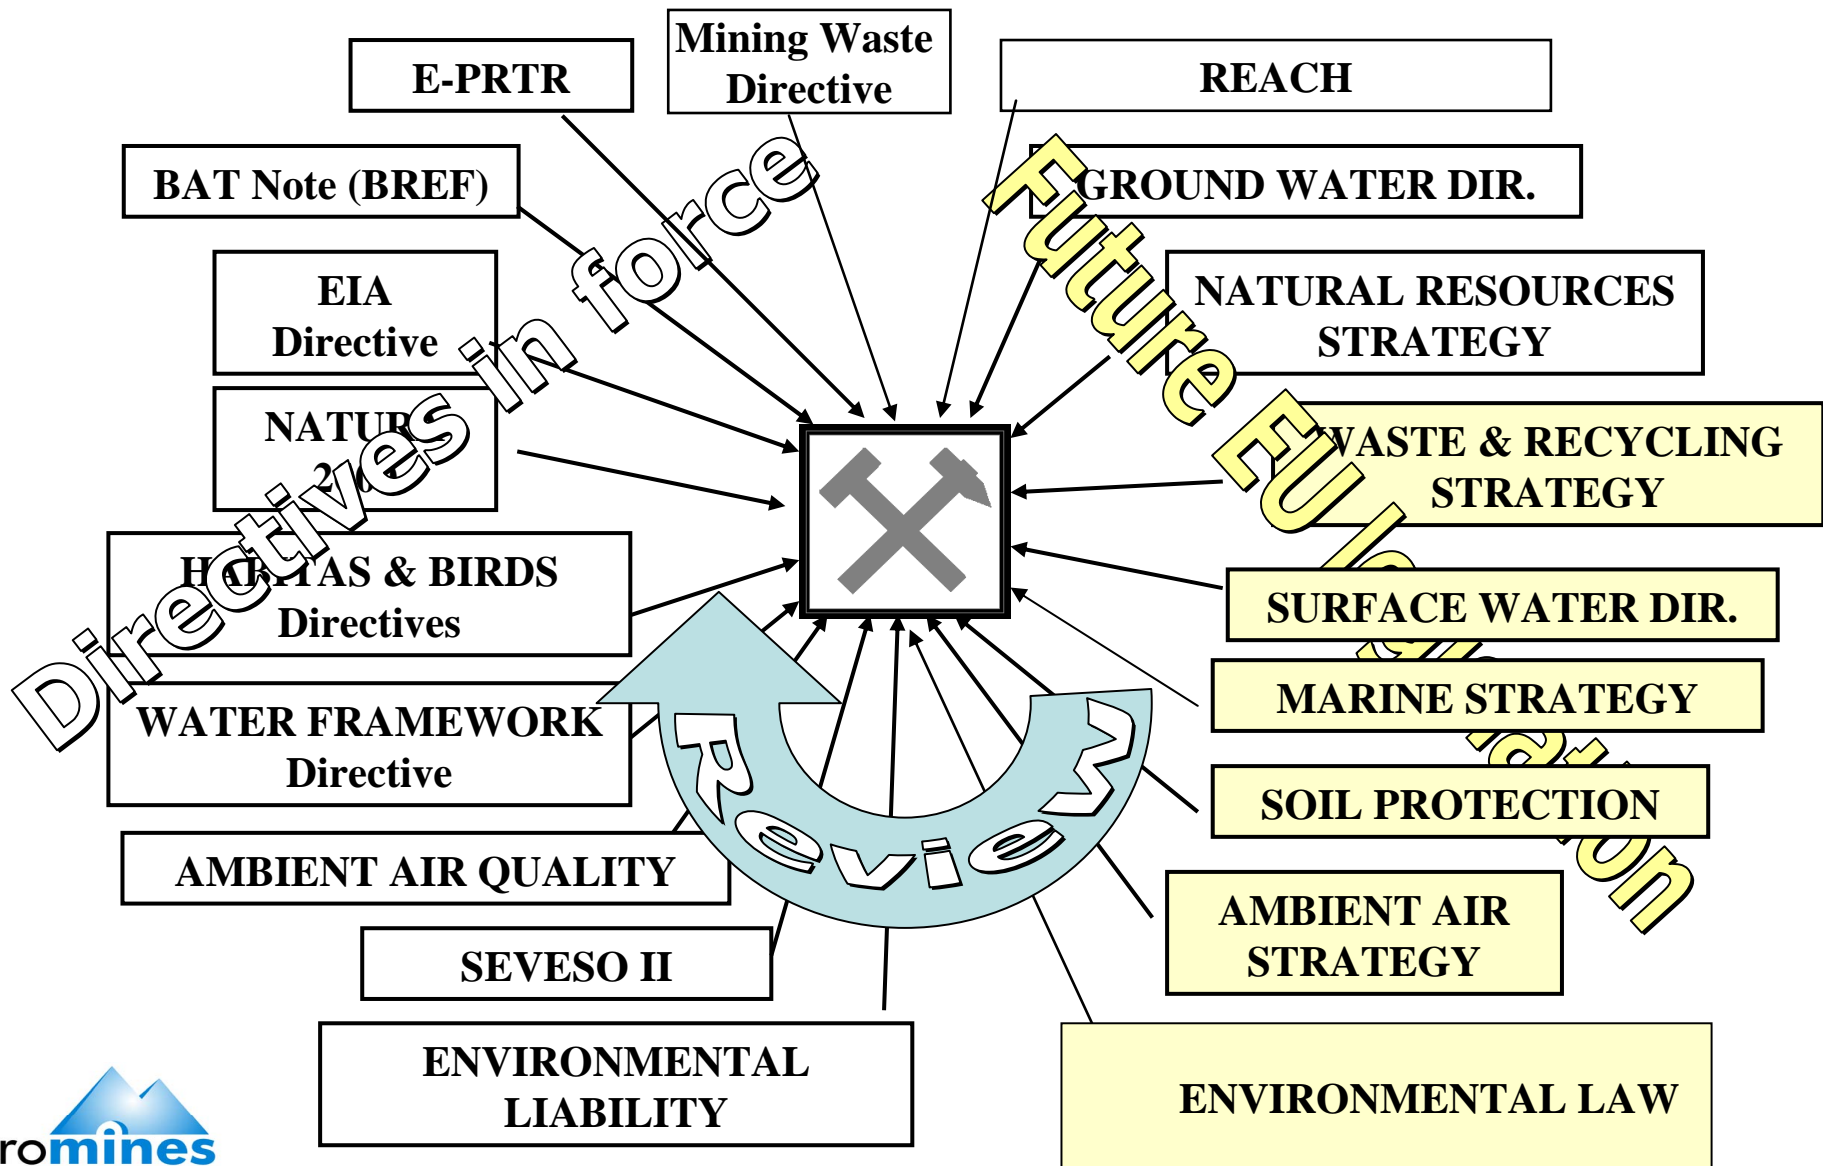 Mining Waste
Directive
E-PRTR
REACH
BAT Note (BREF)
GROUND WATER DIR.
EIA
Directive
NATURAL RESOURCES
STRATEGY
Directives in force
Future EU legislation
NATURA
2000
WASTE & RECYCLING
STRATEGY
HABITAS & BIRDS
Directives
SURFACE WATER DIR.
WATER FRAMEWORK
Directive
MARINE STRATEGY
Review
SOIL PROTECTION
AMBIENT AIR QUALITY
AMBIENT AIR
STRATEGY
SEVESO II
ENVIRONMENTAL
LIABILITY
ENVIRONMENTAL LAW
romines